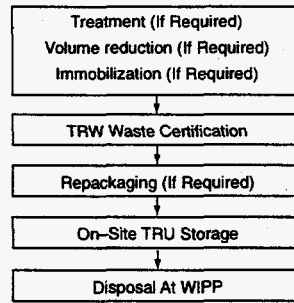 Treatment (If Required)
Volume reduction (If Required)
Immobilization (If Required)
TRW Waste Certification
Repackaging (If Required)
On–Site TRU Storage
Disposal At WIPP